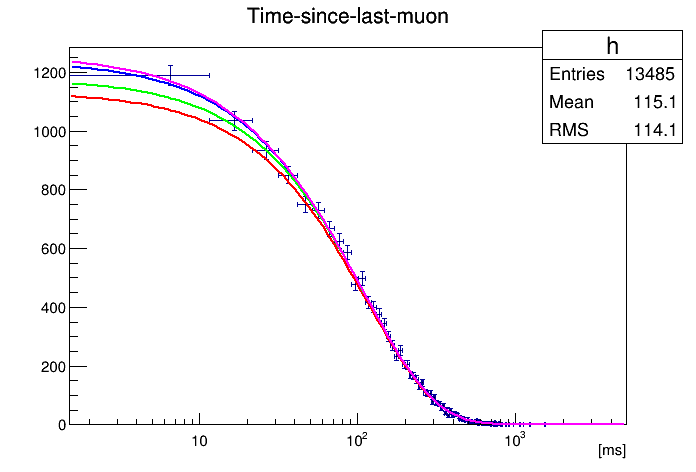 Time-since-last-muon
h
Entries 13485
Mean 115.1
RMS 114.1
1200
1000
800
600
400
200
0
10
10²
10³
[ms]